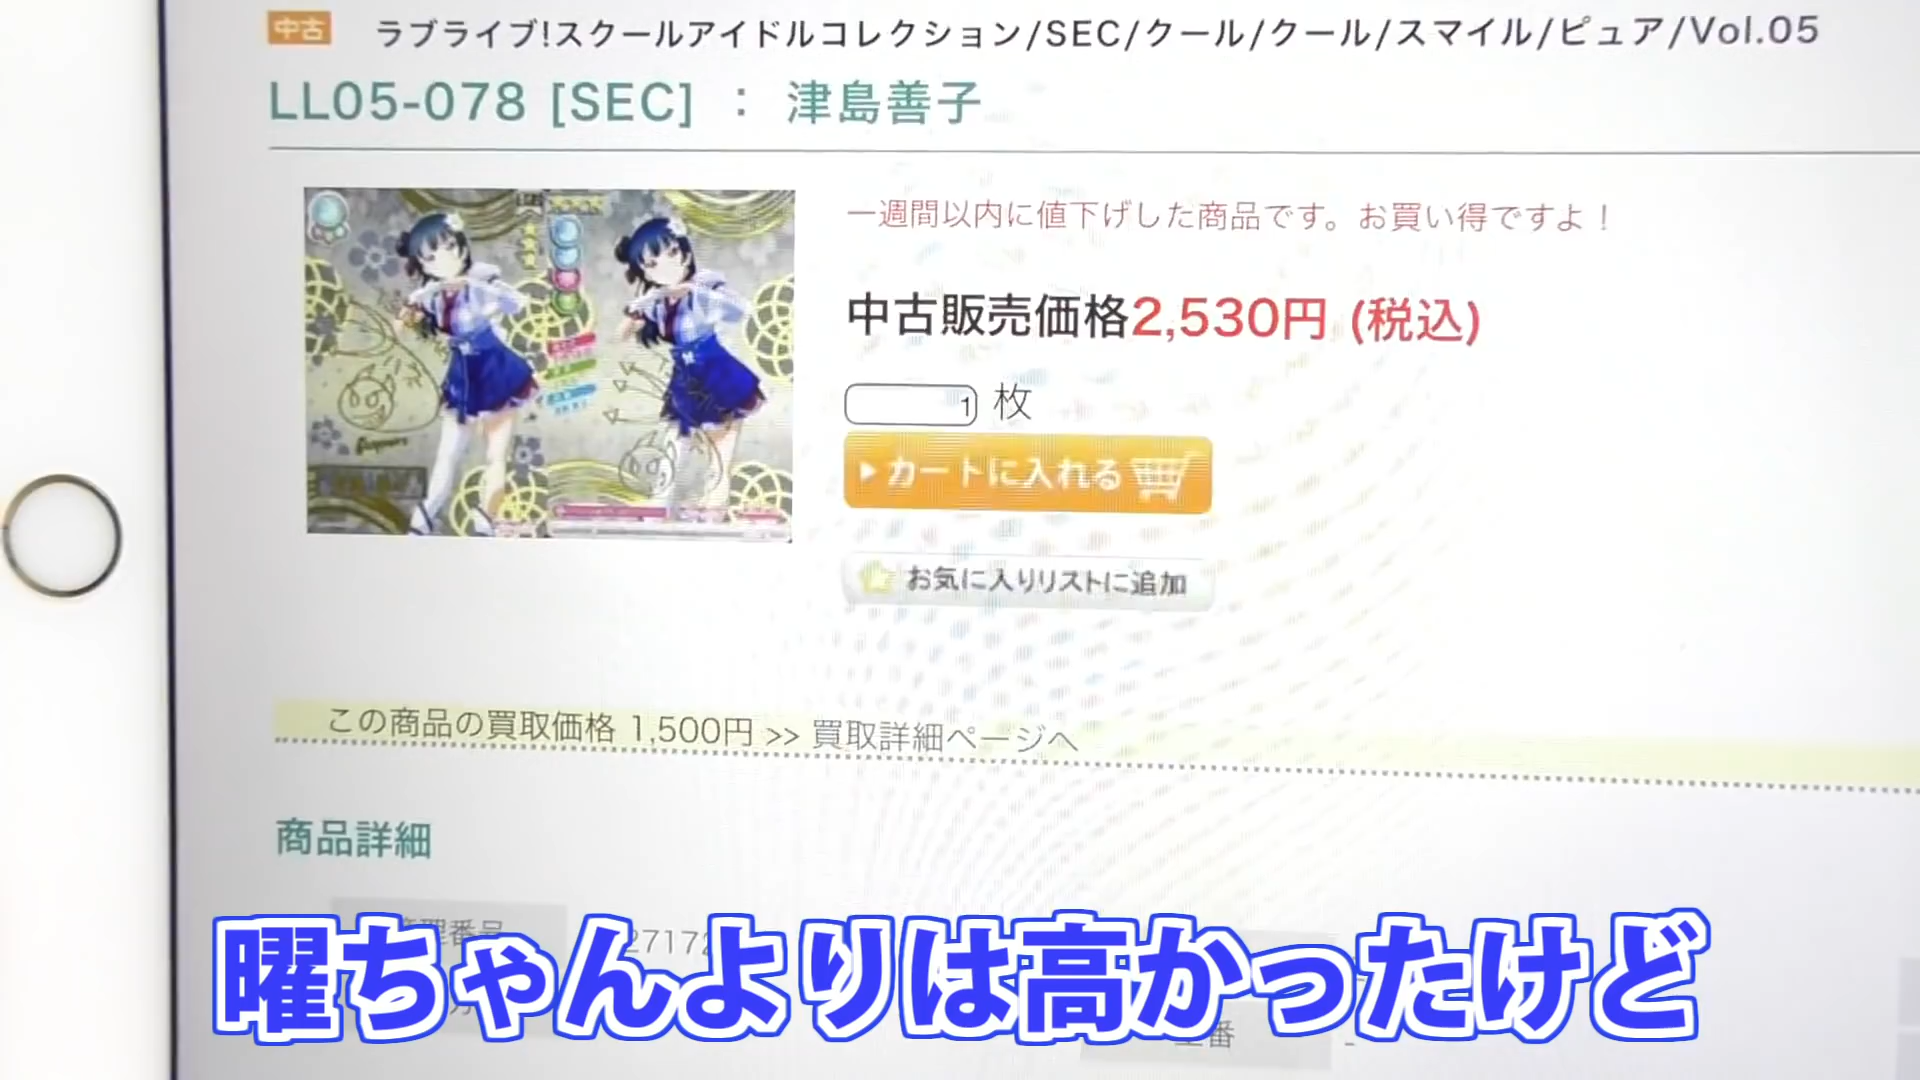 中古 ラブライブ!スクールアイドルコレクション/SEC/クール/クール/スマイル/ピュア/Vol.05
LL05-078 [SEC] : 津島善子
一週間以内に値下げした商品です。お買い得ですよ！
中古販売価格2,530円 (税込)
1 枚
カートに入れる
お気に入りリストに追加
この商品の買取価格 1,500円 >> 買取詳細ページへ
商品詳細
曜ちゃんよりは高かったけど